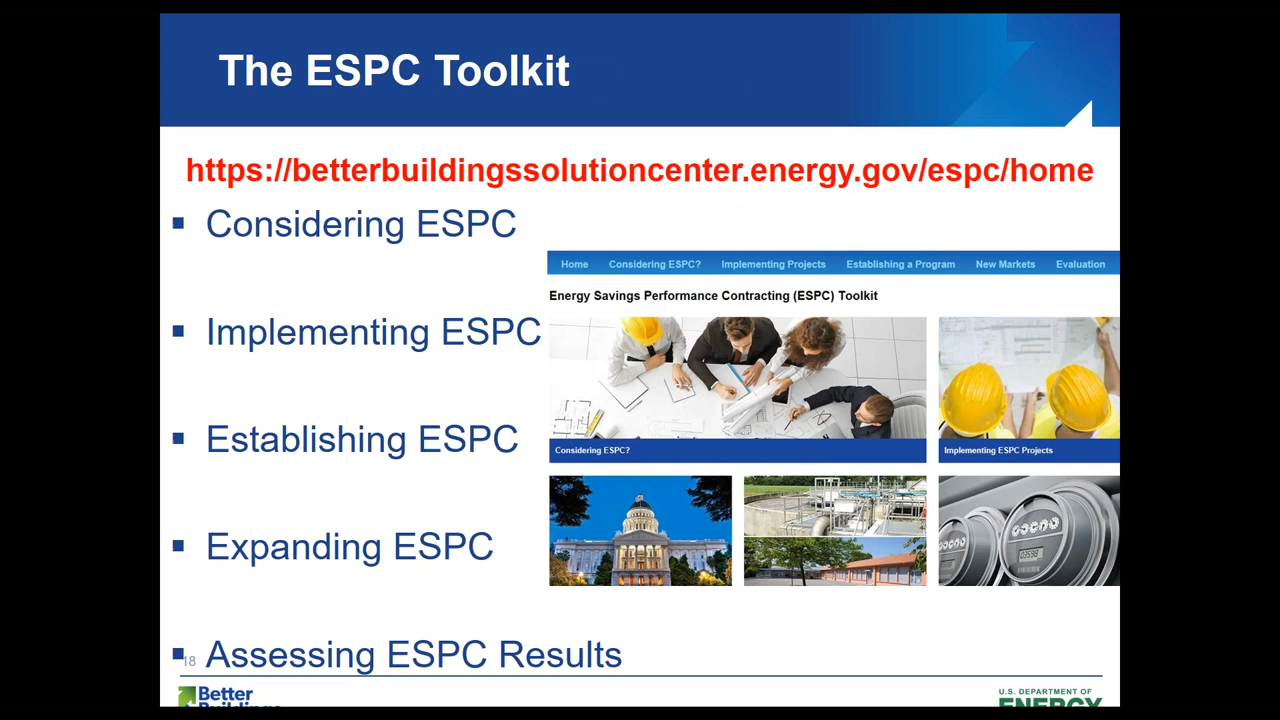 The ESPC Toolkit
https://betterbuildingssolutioncenter.energy.gov/espc/home
Considering ESPC
Implementing ESPC
Establishing ESPC
Expanding ESPC
Assessing ESPC Results
Home Considering ESPC? Implementing Projects Establishing a Program New Markets Evaluation
Energy Savings Performance Contracting (ESPC) Toolkit
Considering ESPC?
Implementing ESPC Projects
18
Better
Buildings
U.S. DEPARTMENT OF
ENERGY